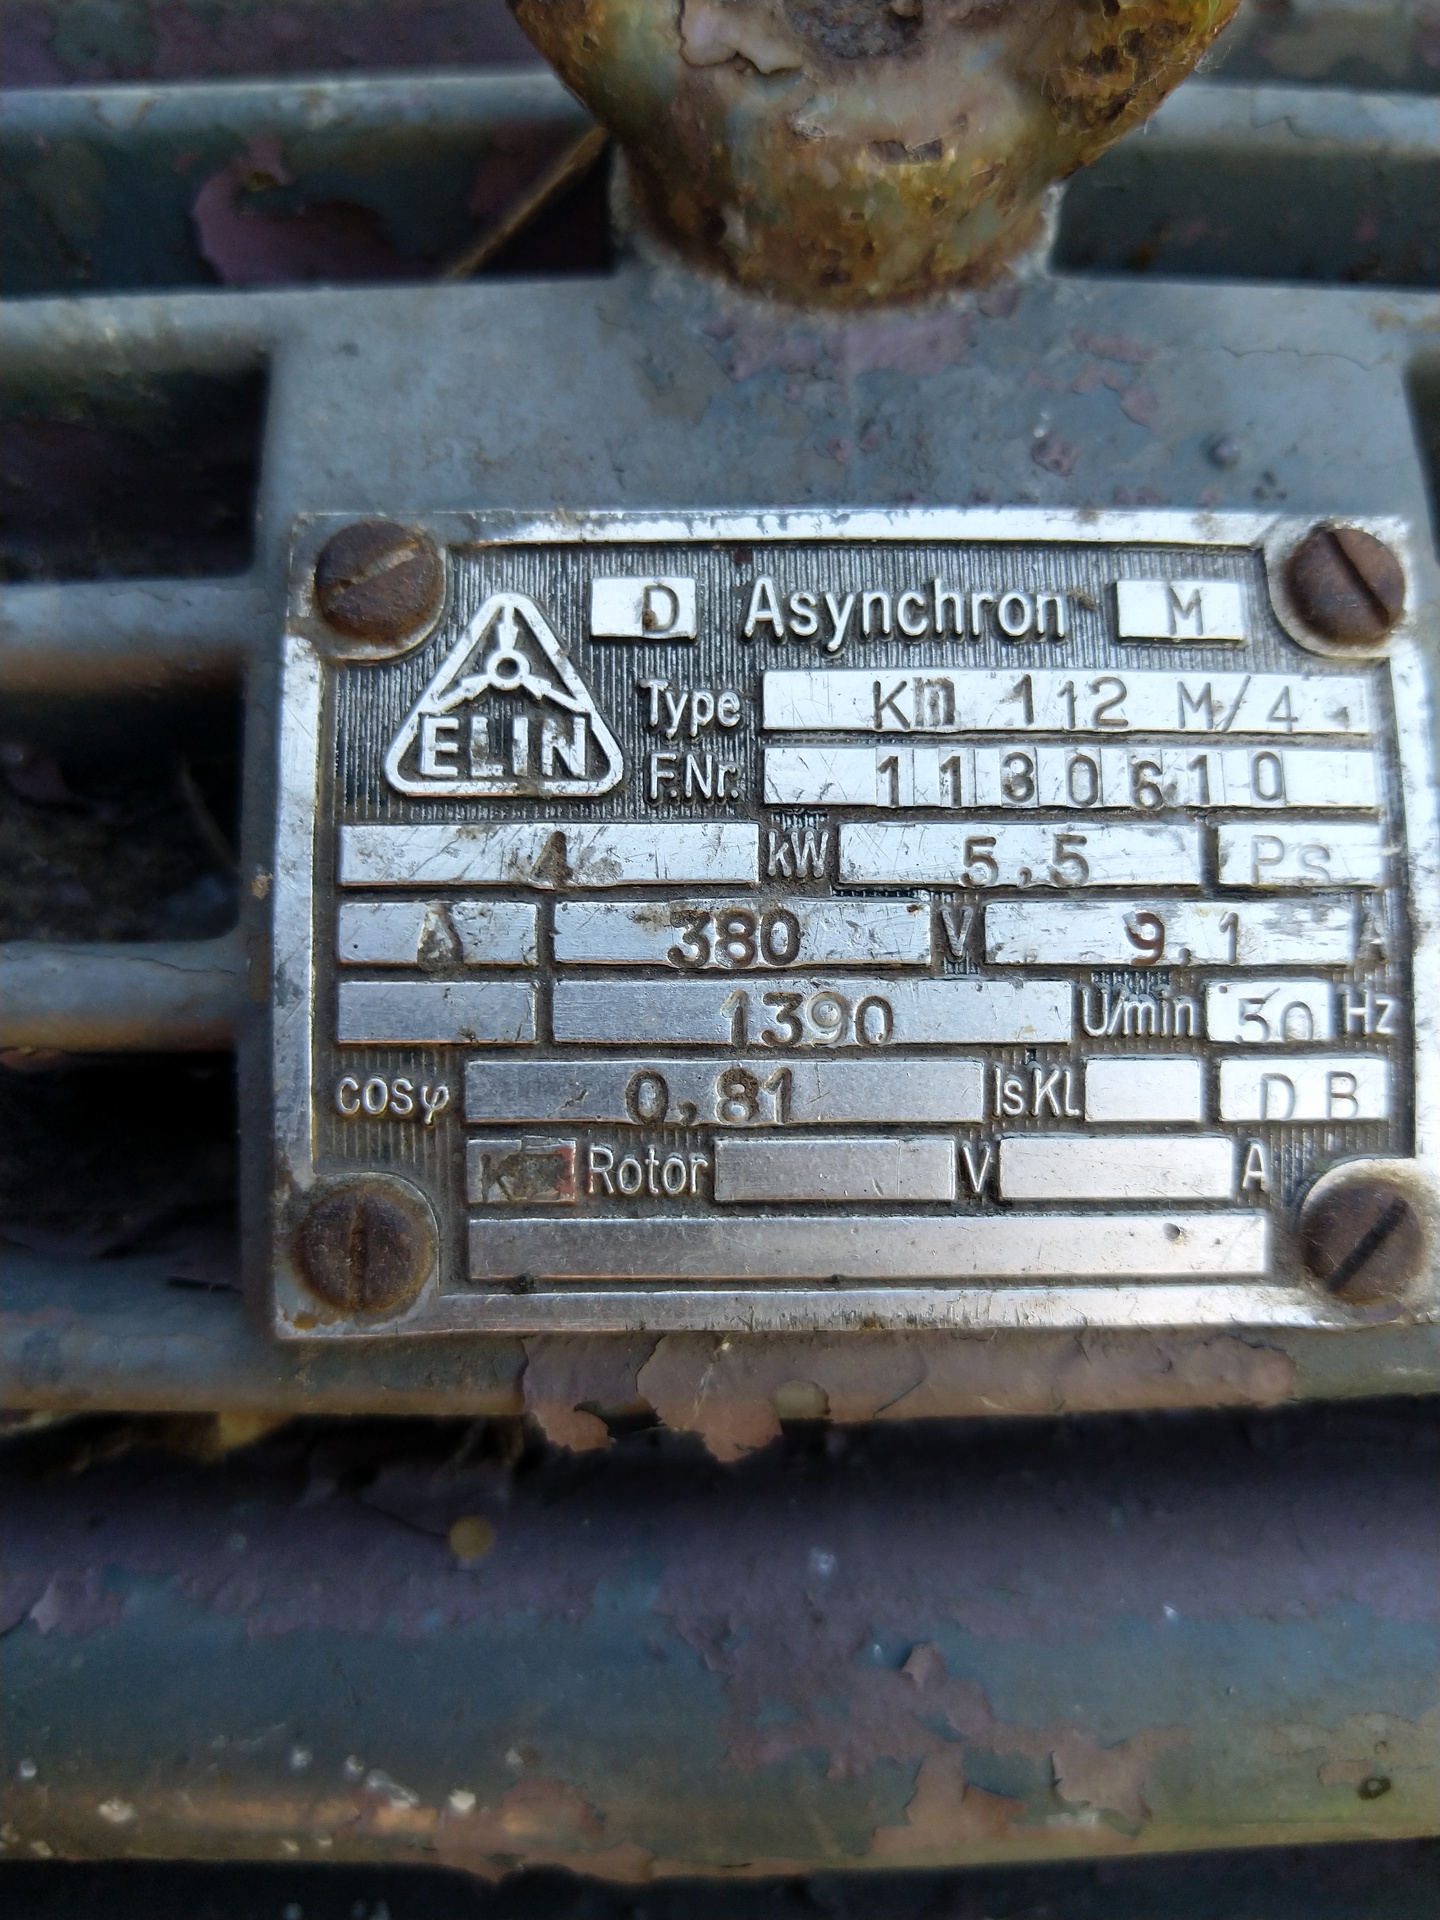 D Asynchron M
ELIN
Type Km 112 M/4
F.Nr. 1130610
4 kW 5,5 Ps
Δ 380 V 9,1 A
1390 U/min 50 Hz
cosφ 0,81 IsKL D B
Rotor V A